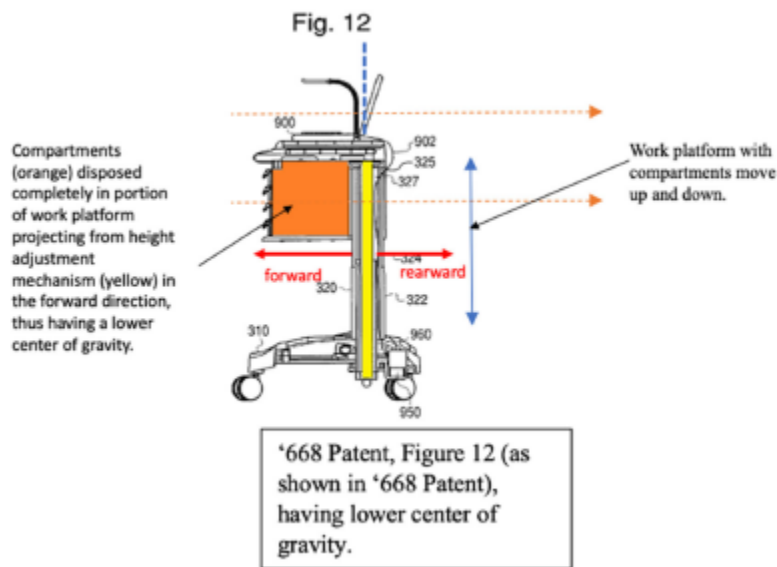 Fig. 12
900
902
325
327
Compartments
(orange) disposed
completely in portion
of work platform
projecting from height
adjustment
mechanism (yellow) in
the forward direction,
thus having a lower
center of gravity.
Work platform with
compartments move
up and down.
forward
rearward
324
320
322
310
960
950
‘668 Patent, Figure 12 (as
shown in ‘668 Patent),
having lower center of
gravity.